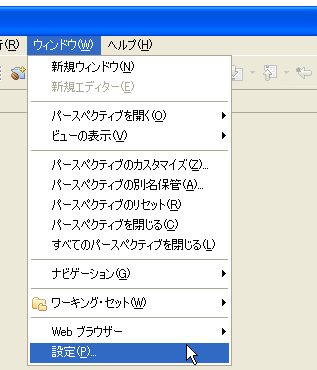 行(R) ウィンドウ(W) ヘルプ(H)
新規ウィンドウ(N)
新規エディター(E)
パースペクティブを開く(O)
ビューの表示(V)
パースペクティブのカスタマイズ(Z)...
パースペクティブの別名保管(A)...
パースペクティブのリセット(R)
パースペクティブを閉じる(C)
すべてのパースペクティブを閉じる(L)
ナビゲーション(G)
ワーキング・セット(W)
Web ブラウザー
設定(P)...